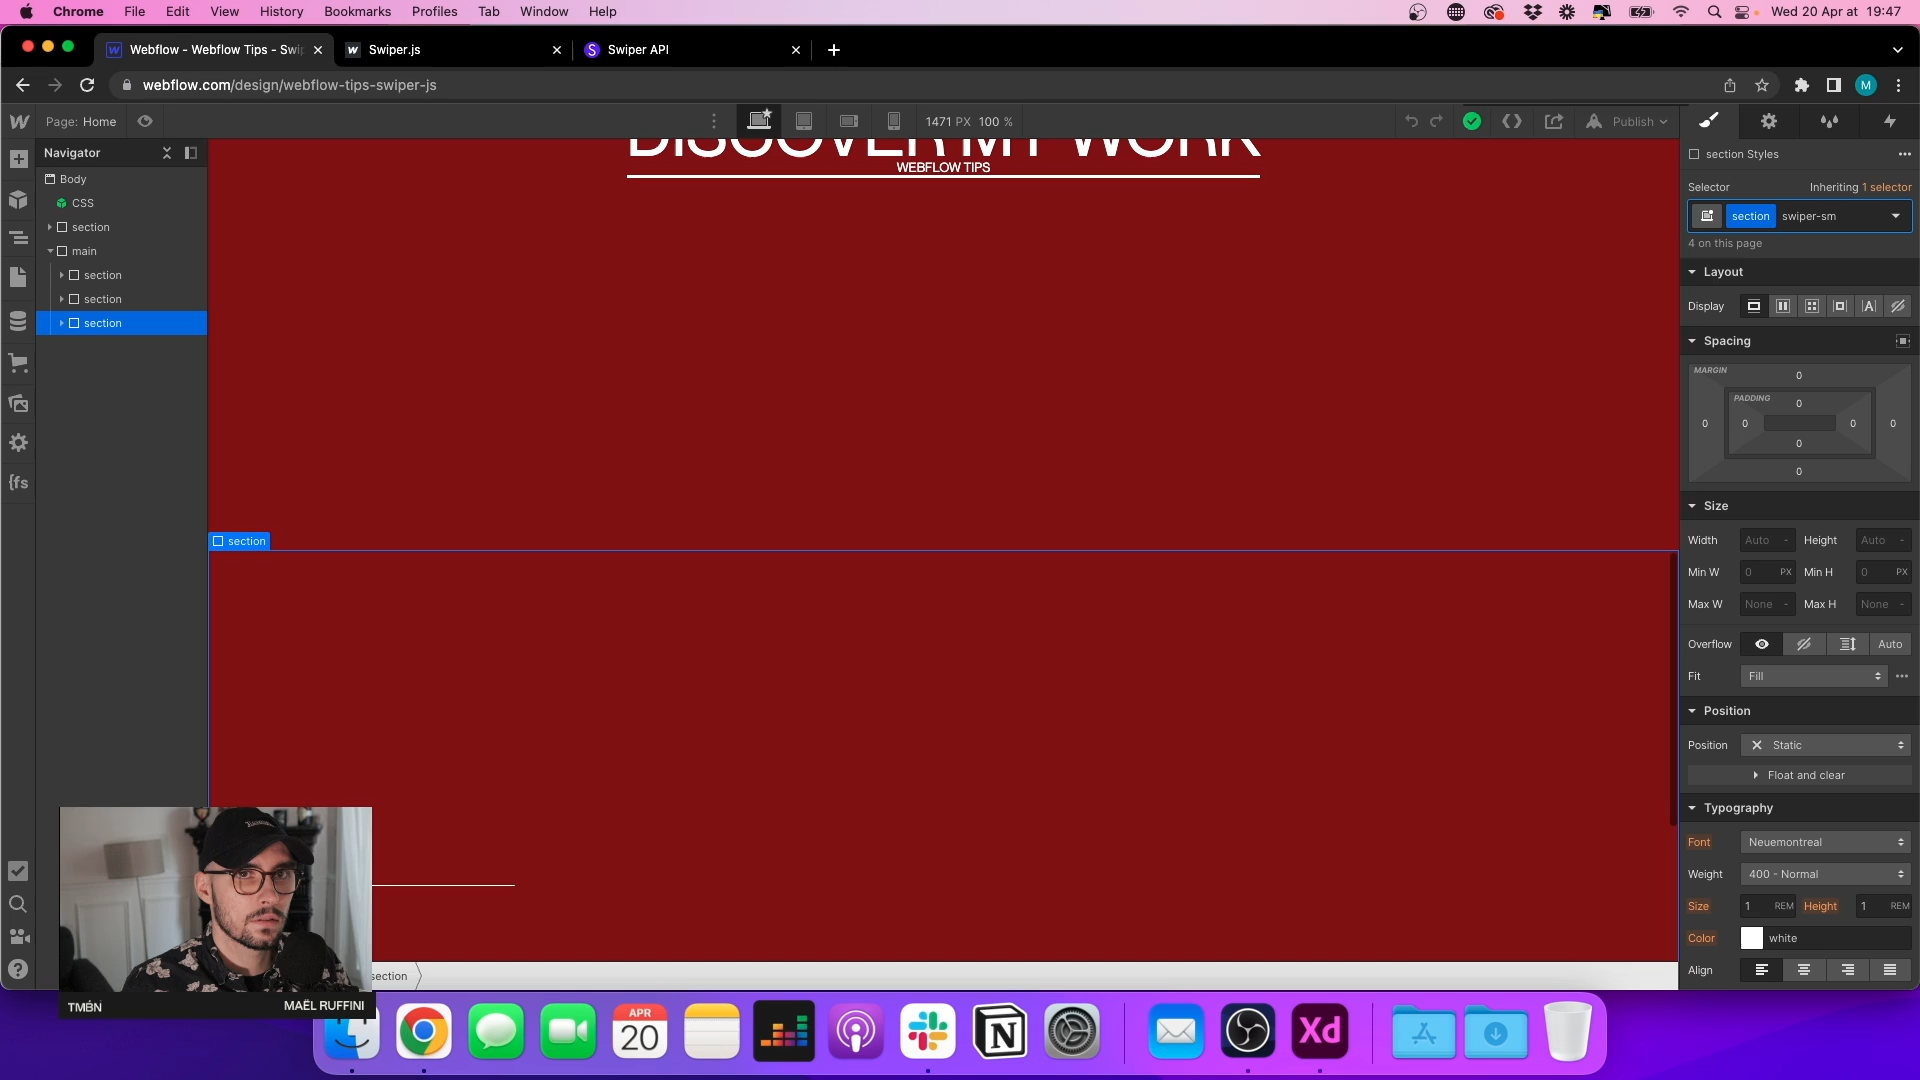 Chrome File Edit View History Bookmarks Profiles Tab Window Help Wed 20 Apr at 19:47
Webflow - Webflow Tips - Swip Swiper.js Swiper API
webflow.com/design/webflow-tips-swiper-js M
Page: Home 1471 PX 100 % Publish
Navigator
Body
CSS
section
main
section
section
section
DISCOVER MY WORK
WEBFLOW TIPS
section
section
section Styles
Selector Inheriting 1 selector
section swiper-sm
4 on this page
Layout
Display
Spacing
MARGIN
0
PADDING
0
0 0 0 0
0
0
Size
Width Auto - Height Auto -
Min W 0 PX Min H 0 PX
Max W None - Max H None -
Overflow Auto
Fit Fill
Position
Position Static
Float and clear
Typography
Font Neuemontreal
Weight 400 - Normal
Size 1 REM Height 1 REM
Color white
Align
TMBN MAËL RUFFINI
APR
20
Xd